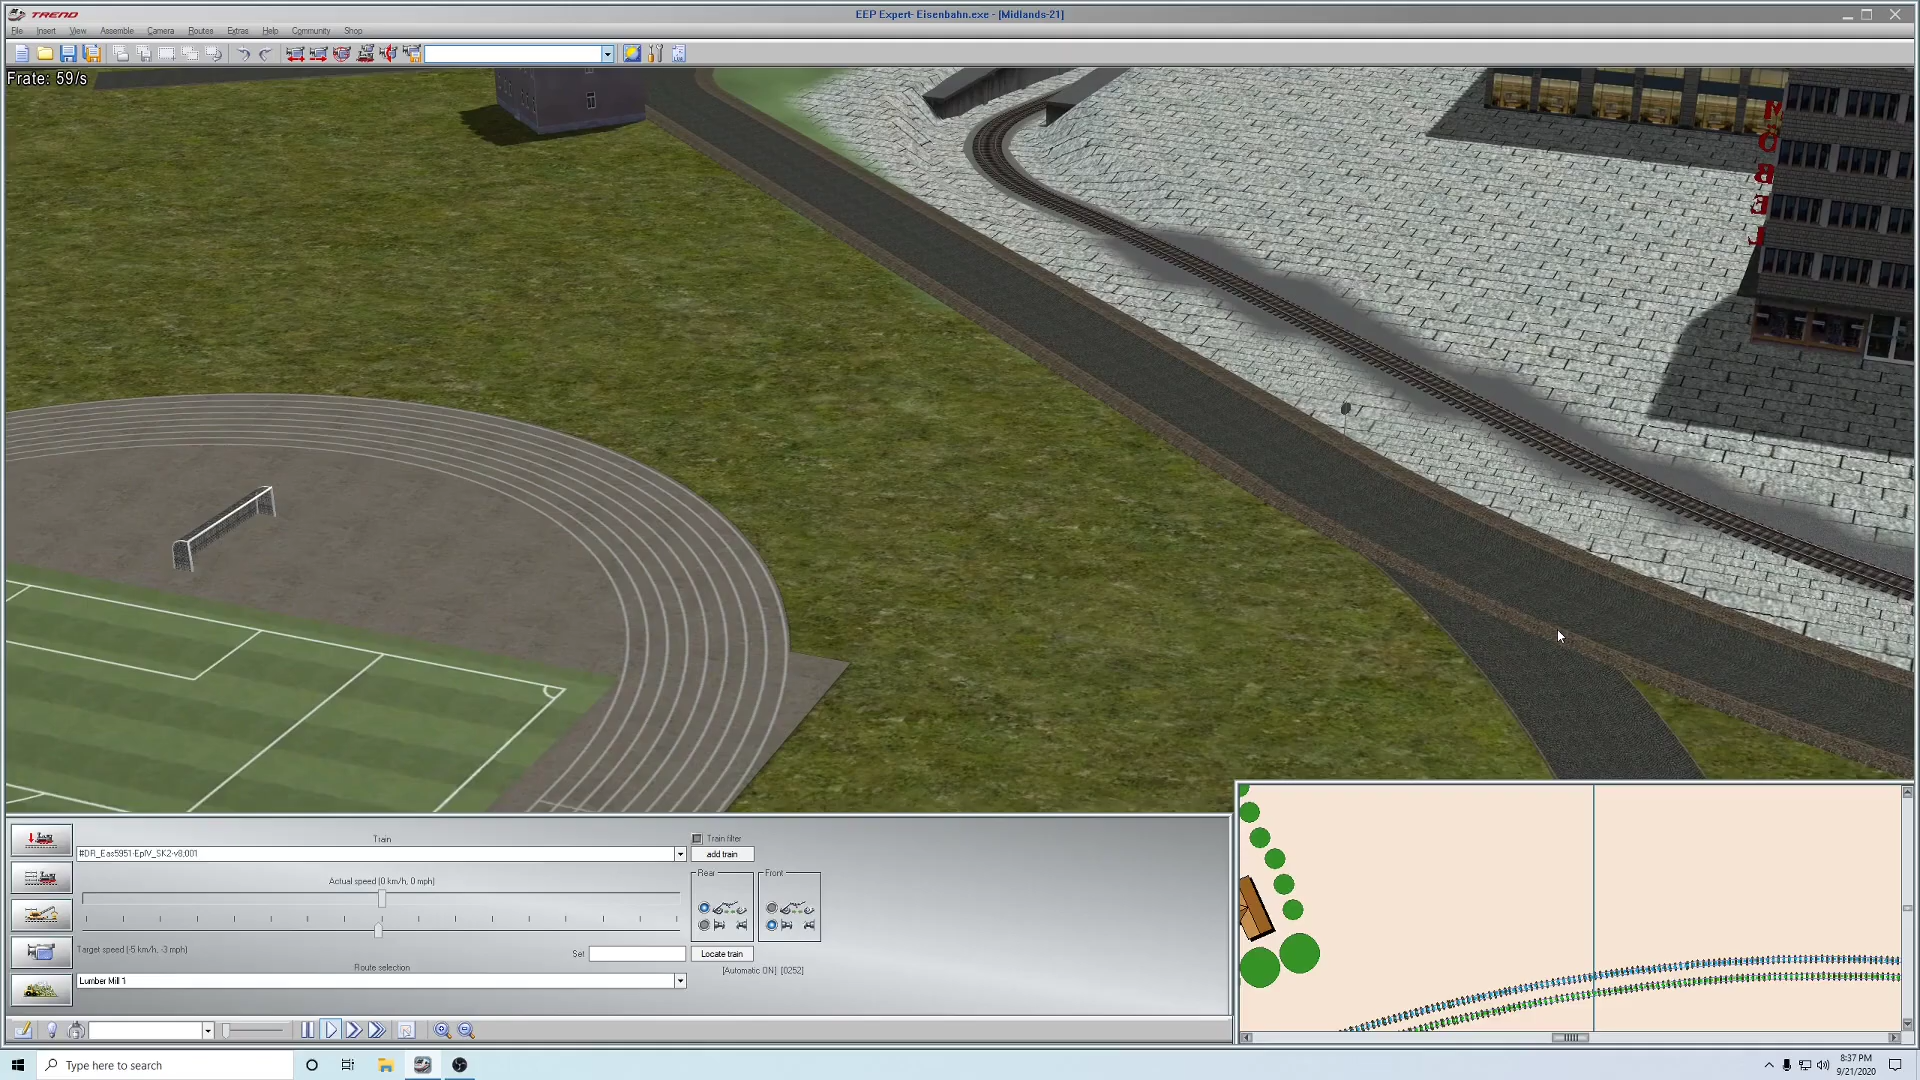 TREND
EEP Expert- Eisenbahn.exe - [Midlands-21]
File Insert View Assemble Camera Routes Extras Help Community Shop
Frate: 59/s
MÖBEL
Train
Train filter
#DR_Eas5951-EpIV_SK2-v8;001
add train
Actual speed (0 km/h, 0 mph)
Rear
Front
Target speed (-5 km/h, -3 mph)
Set
Locate train
Route selection
[Automatic ON] [0252]
Lumber Mill 1
Type here to search
8:37 PM
9/21/2020